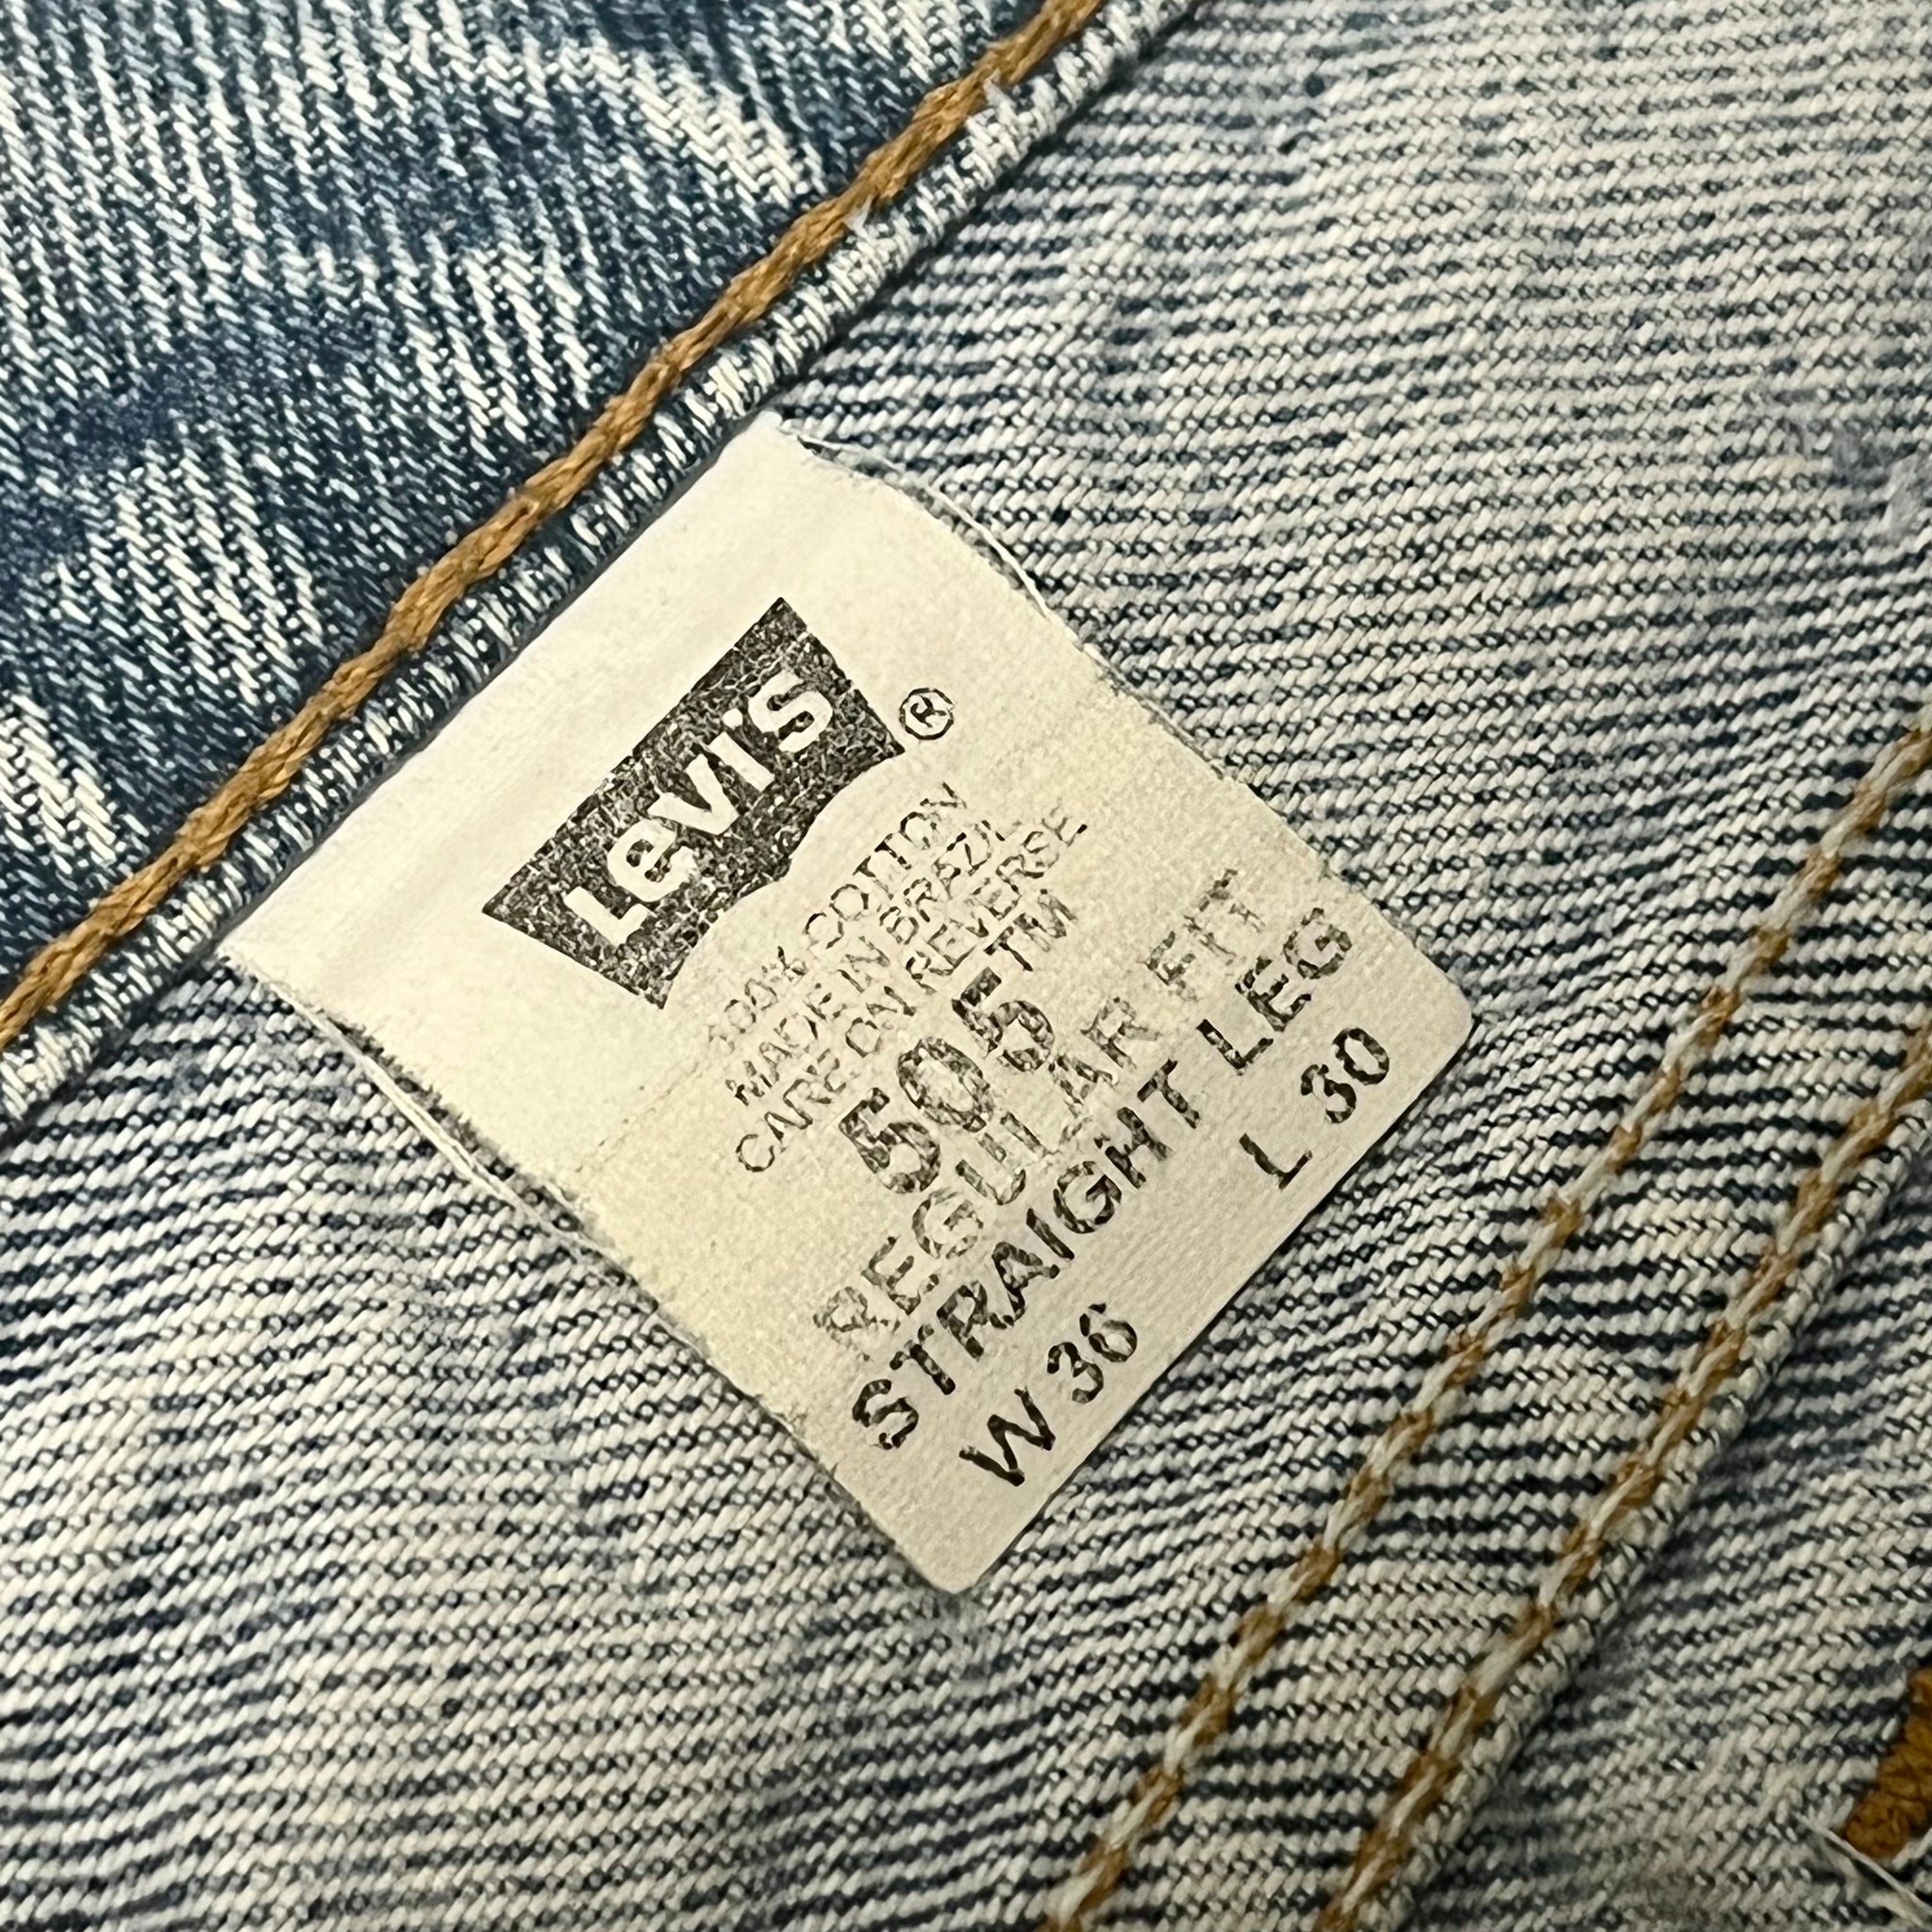 Levi's ®
100% COTTON
MADE IN BRAZIL
CARE ON REVERSE
505™
REGULAR FIT
STRAIGHT LEG
W 36 L 30